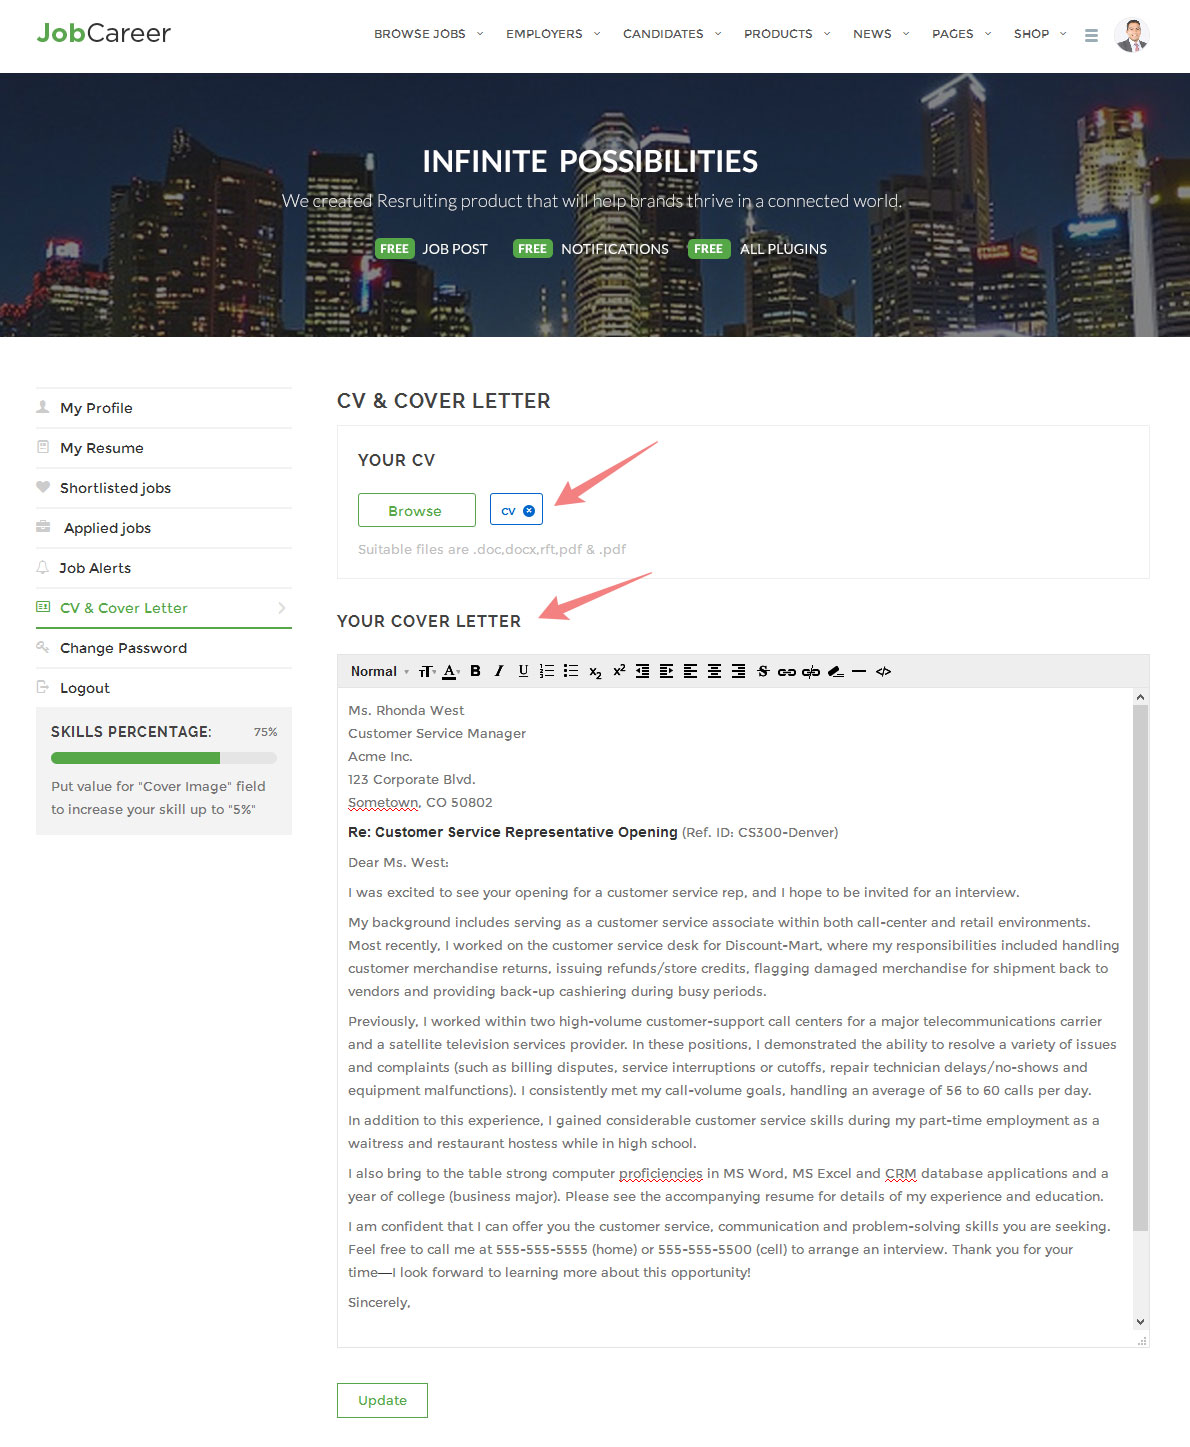 JobCareer
BROWSE JOBS EMPLOYERS CANDIDATES PRODUCTS NEWS PAGES SHOP
INFINITE POSSIBILITIES
We created Resruiting product that will help brands thrive in a connected world.
FREE JOB POST FREE NOTIFICATIONS FREE ALL PLUGINS
My Profile
My Resume
Shortlisted jobs
Applied jobs
Job Alerts
CV & Cover Letter
Change Password
Logout
SKILLS PERCENTAGE: 75%
Put value for "Cover Image" field
to increase your skill up to "5%"
CV & COVER LETTER
YOUR CV
Browse CV
Suitable files are .doc,docx,rft,pdf & .pdf
YOUR COVER LETTER
Normal
Ms. Rhonda West
Customer Service Manager
Acme Inc.
123 Corporate Blvd.
Sometown, CO 50802
Re: Customer Service Representative Opening (Ref. ID: CS300-Denver)
Dear Ms. West:
I was excited to see your opening for a customer service rep, and I hope to be invited for an interview.
My background includes serving as a customer service associate within both call-center and retail environments.
Most recently, I worked on the customer service desk for Discount-Mart, where my responsibilities included handling
customer merchandise returns, issuing refunds/store credits, flagging damaged merchandise for shipment back to
vendors and providing back-up cashiering during busy periods.
Previously, I worked within two high-volume customer-support call centers for a major telecommunications carrier
and a satellite television services provider. In these positions, I demonstrated the ability to resolve a variety of issues
and complaints (such as billing disputes, service interruptions or cutoffs, repair technician delays/no-shows and
equipment malfunctions). I consistently met my call-volume goals, handling an average of 56 to 60 calls per day.
In addition to this experience, I gained considerable customer service skills during my part-time employment as a
waitress and restaurant hostess while in high school.
I also bring to the table strong computer proficiencies in MS Word, MS Excel and CRM database applications and a
year of college (business major). Please see the accompanying resume for details of my experience and education.
I am confident that I can offer you the customer service, communication and problem-solving skills you are seeking.
Feel free to call me at 555-555-5555 (home) or 555-555-5500 (cell) to arrange an interview. Thank you for your
time—I look forward to learning more about this opportunity!
Sincerely,
Update